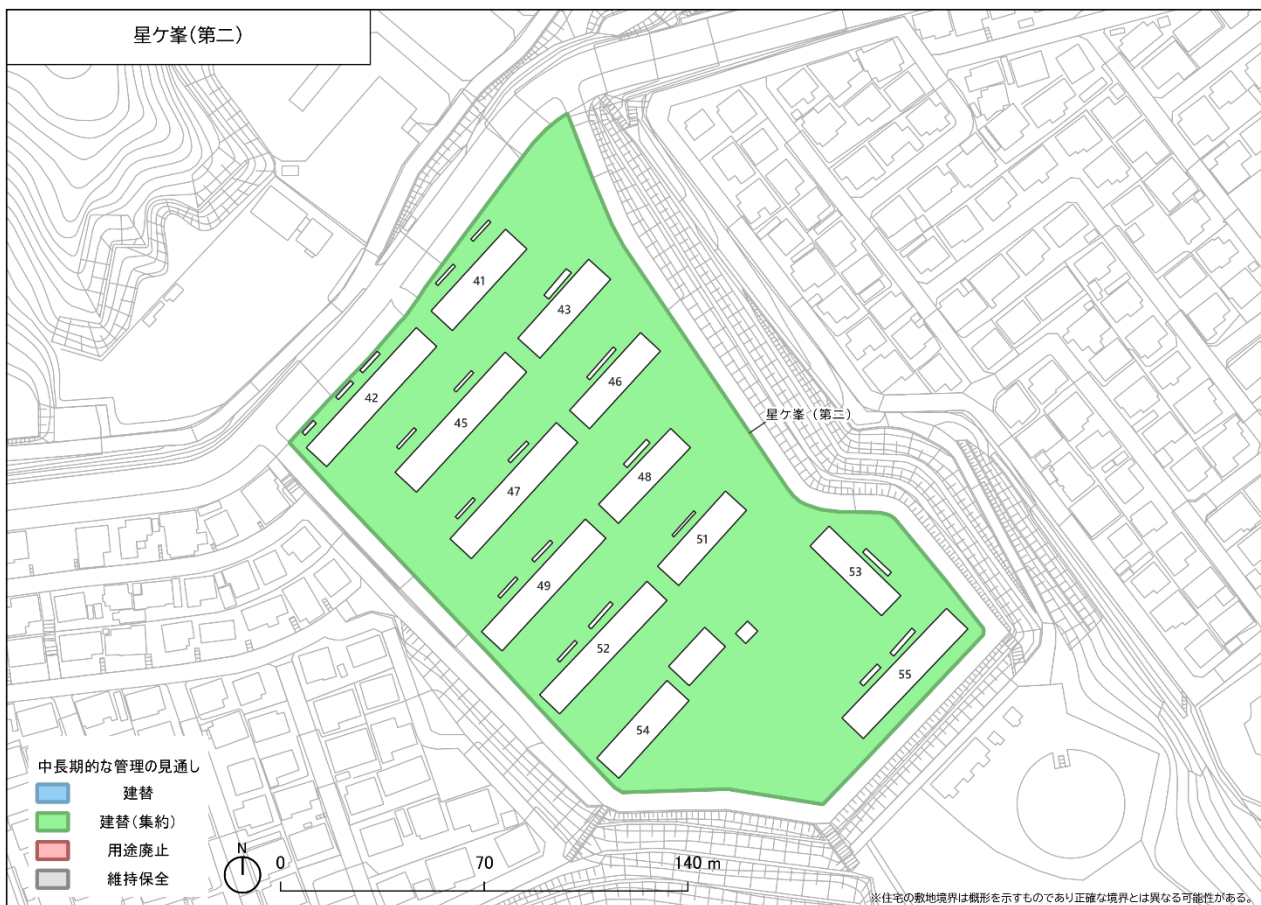 星ケ峯(第二)
41
43
46
42
45
星ケ峯（第二）
47
48
51
53
49
52
55
54
中長期的な管理の見通し
建替
建替(集約)
用途廃止
維持保全
N
0 70 140 m
※住宅の敷地境界は概形を示すものであり正確な境界とは異なる可能性がある。